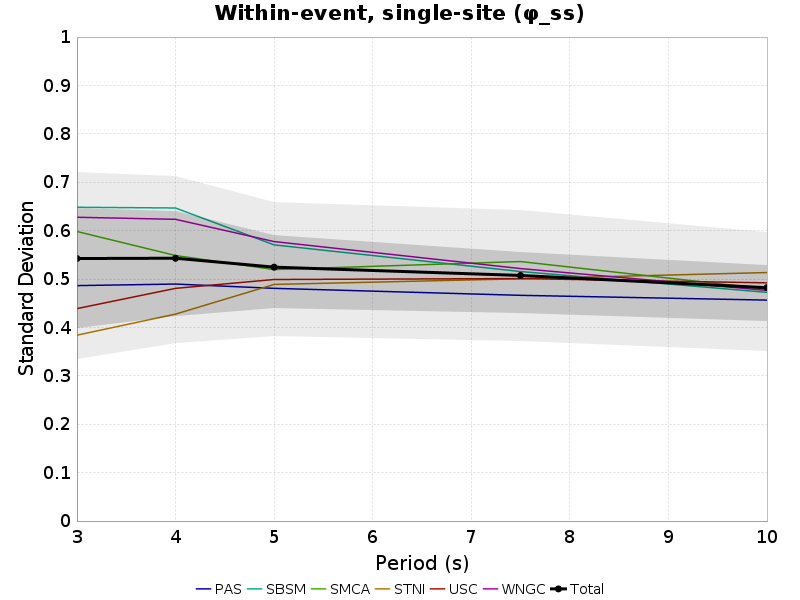 Within-event, single-site (φ_ss)
1
0.9
0.8
0.7
0.6
0.5
0.4
0.3
0.2
0.1
0
Standard Deviation
3 4 5 6 7 8 9 10
Period (s)
PAS SBSM SMCA STNI USC WNGC Total